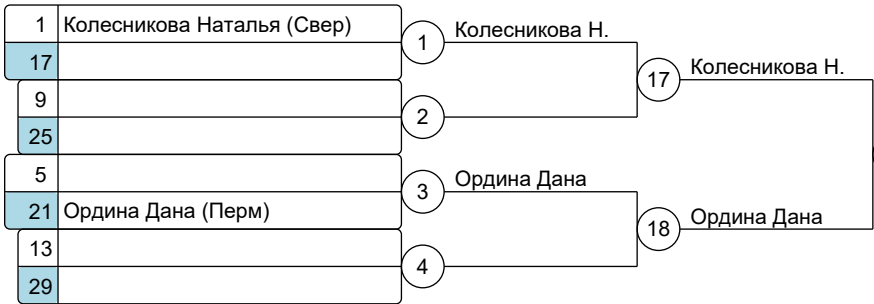 1 Колесникова Наталья (Свер)
17
1 Колесникова Н.
9
25
2
17 Колесникова Н.
5
21 Ордина Дана (Перм)
3 Ордина Дана
13
29
4
18 Ордина Дана